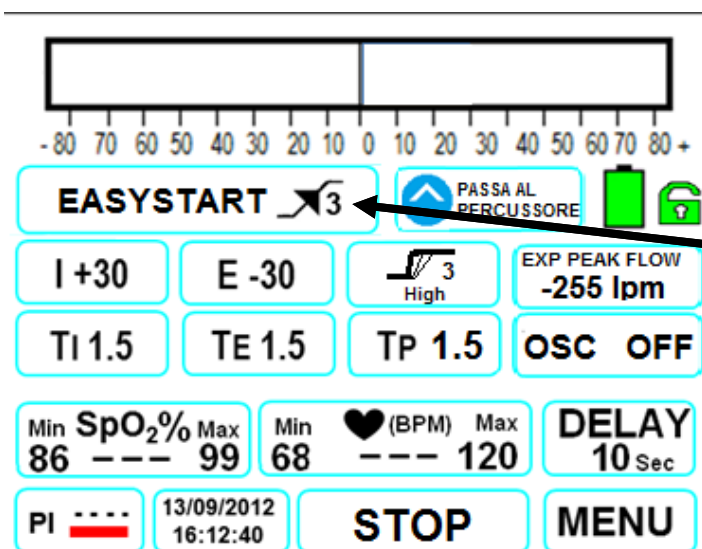 - 80 70 60 50 40 30 20 10 0 10 20 30 40 50 60 70 80 +
EASYSTART 3
PASSA AL
PERCUSSORE
I +30
E -30
3
High
EXP PEAK FLOW
-255 lpm
TI 1.5
TE 1.5
TP 1.5
OSC OFF
Min SpO₂% Max
86 --- 99
Min (BPM) Max
68 --- 120
DELAY
10 Sec
PI ----
13/09/2012
16:12:40
STOP
MENU